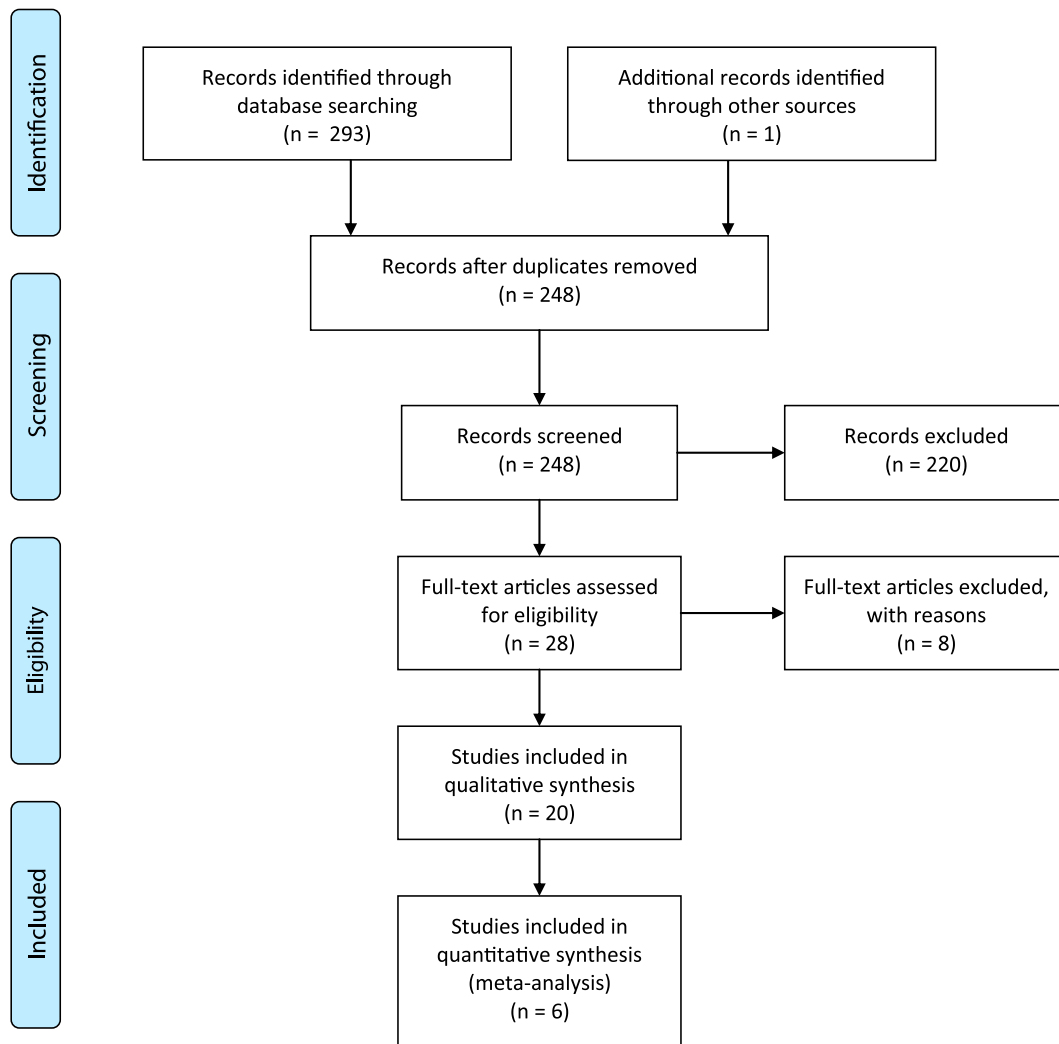 Identification
Records identified through
database searching
(n =  293)
Additional records identified
through other sources
(n = 1)
Records after duplicates removed
(n = 248)
Screening
Records screened
(n = 248)
Records excluded
(n = 220)
Eligibility
Full-text articles assessed
for eligibility
(n = 28)
Full-text articles excluded,
with reasons
(n = 8)
Studies included in
qualitative synthesis
(n = 20)
Included
Studies included in
quantitative synthesis
(meta-analysis)
(n = 6)